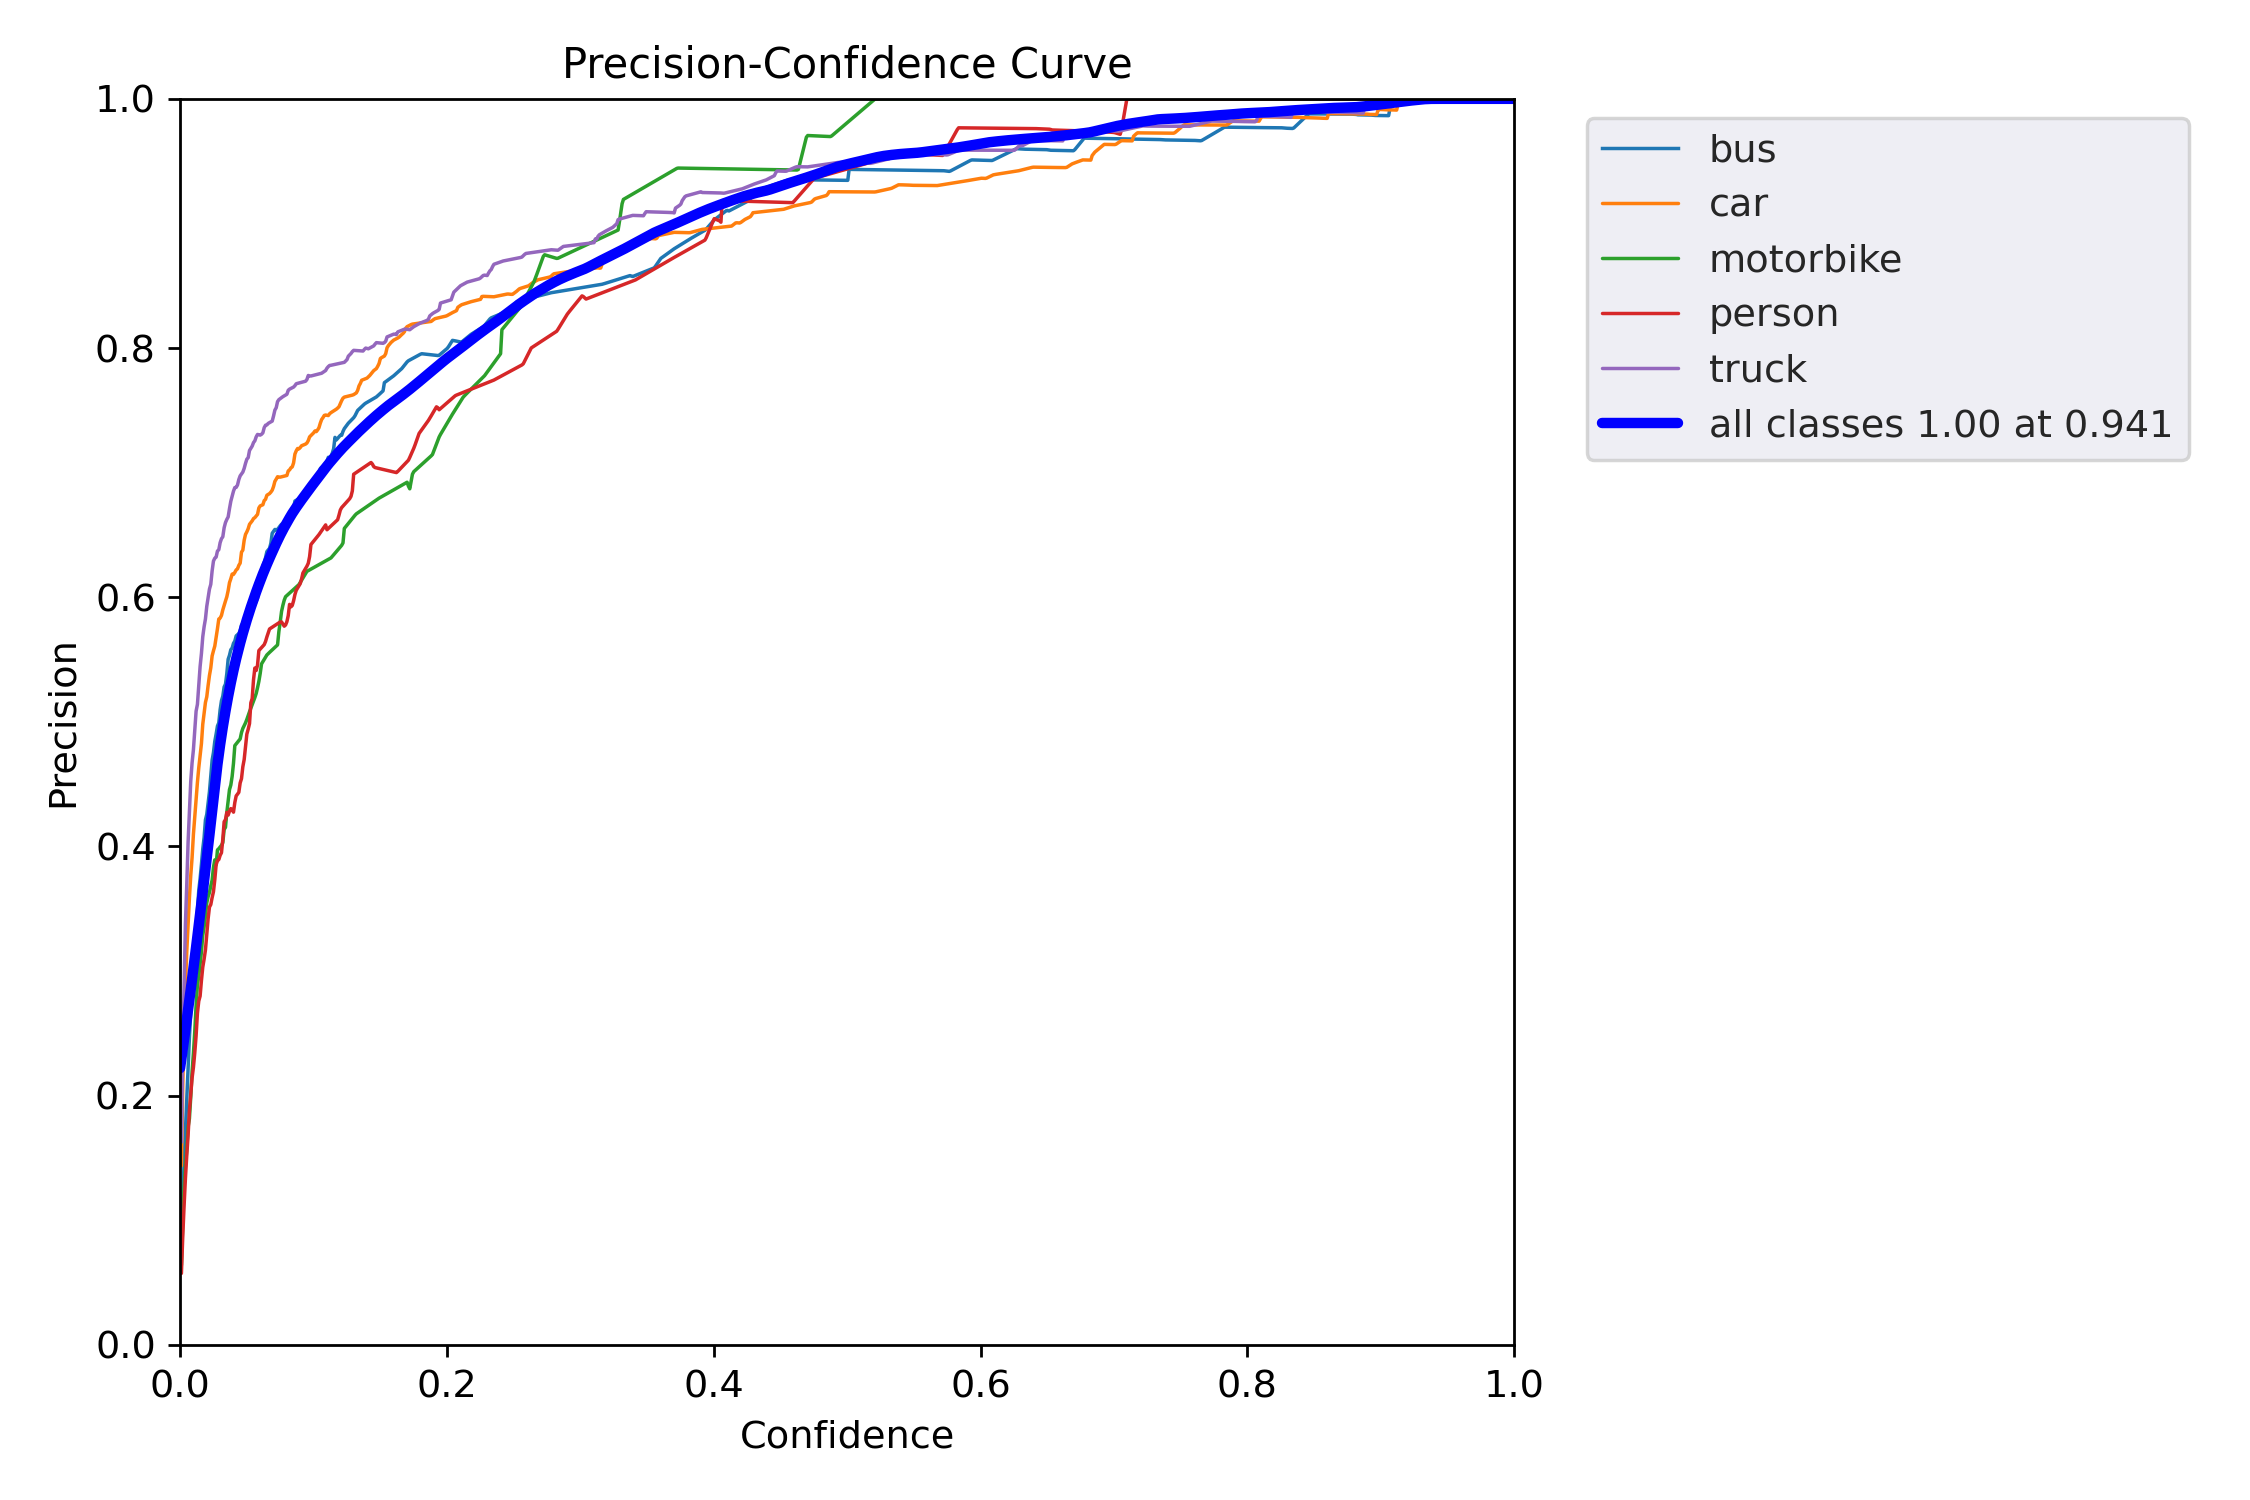 Precision-Confidence Curve
1.0
0.8
0.6
0.4
0.2
0.0
Precision
0.0 0.2 0.4 0.6 0.8 1.0
Confidence
bus
car
motorbike
person
truck
all classes 1.00 at 0.941